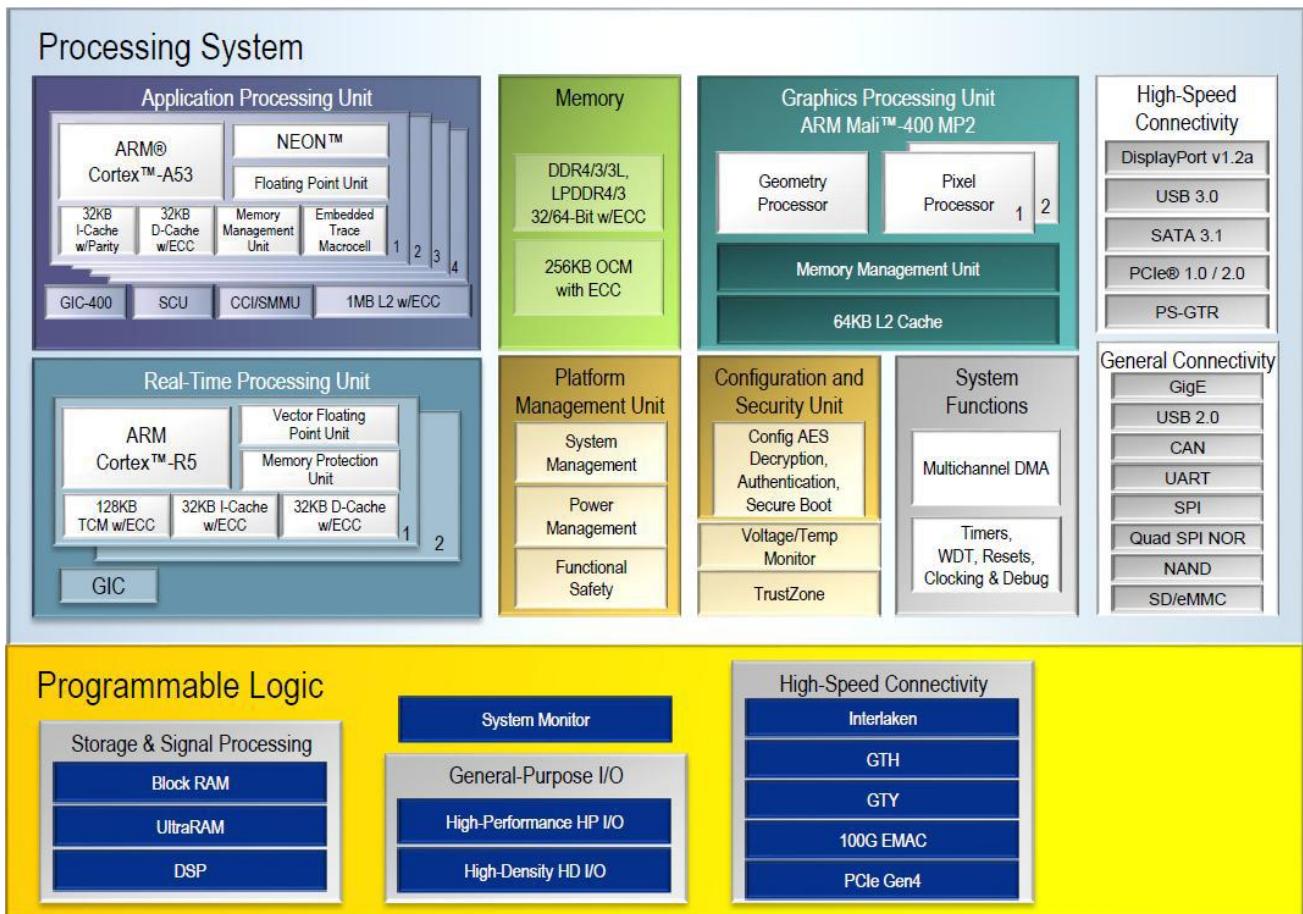 Processing System
Application Processing Unit
ARM®
Cortex™-A53
NEON™
Floating Point Unit
32KB
I-Cache
w/Parity
32KB
D-Cache
w/ECC
Memory
Management
Unit
Embedded
Trace
Macrocell
1
2
3
4
GIC-400
SCU
CCI/SMMU
1MB L2 w/ECC
Memory
DDR4/3/3L,
LPDDR4/3
32/64-Bit w/ECC
256KB OCM
with ECC
Graphics Processing Unit
ARM Mali™-400 MP2
Geometry
Processor
Pixel
Processor
1
2
Memory Management Unit
64KB L2 Cache
High-Speed
Connectivity
DisplayPort v1.2a
USB 3.0
SATA 3.1
PCIe® 1.0 / 2.0
PS-GTR
Real-Time Processing Unit
ARM
Cortex™-R5
Vector Floating
Point Unit
Memory Protection
Unit
128KB
TCM w/ECC
32KB I-Cache
w/ECC
32KB D-Cache
w/ECC
1
2
GIC
Platform
Management Unit
System
Management
Power
Management
Functional
Safety
Configuration and
Security Unit
Config AES
Decryption,
Authentication,
Secure Boot
Voltage/Temp
Monitor
TrustZone
System
Functions
Multichannel DMA
Timers,
WDT, Resets,
Clocking & Debug
General Connectivity
GigE
USB 2.0
CAN
UART
SPI
Quad SPI NOR
NAND
SD/eMMC
Programmable Logic
Storage & Signal Processing
Block RAM
UltraRAM
DSP
System Monitor
General-Purpose I/O
High-Performance HP I/O
High-Density HD I/O
High-Speed Connectivity
Interlaken
GTH
GTY
100G EMAC
PCIe Gen4